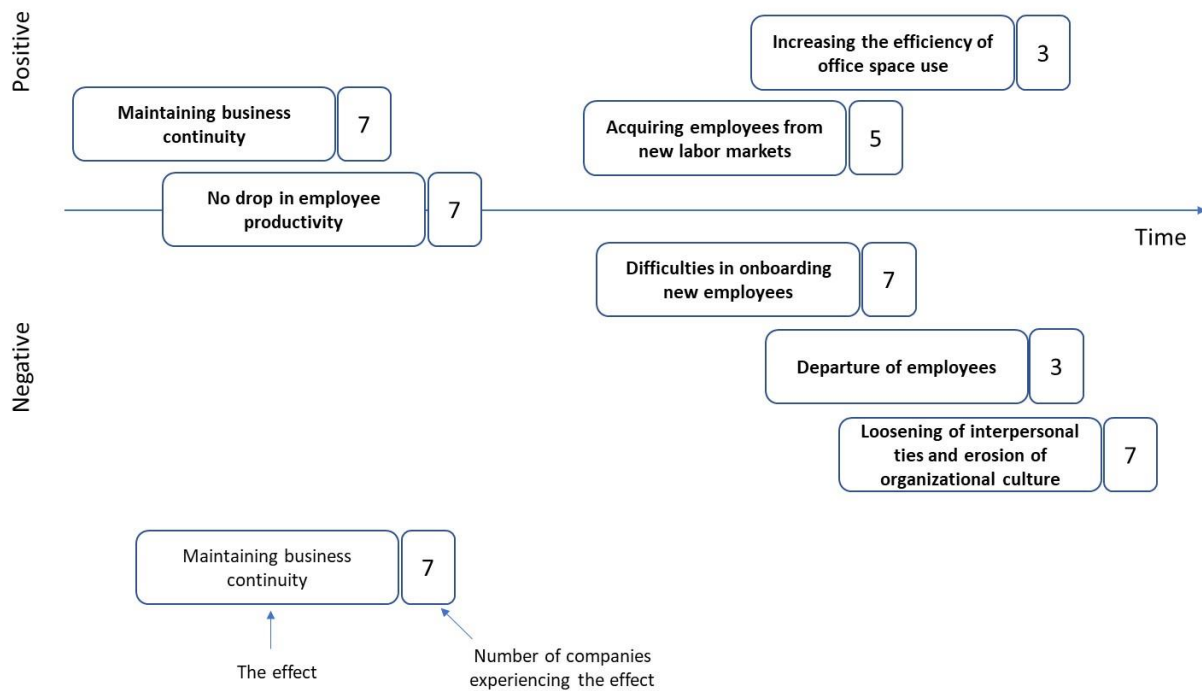 Positive
Increasing the efficiency of
office space use
3
Maintaining business
continuity
7
Acquiring employees from
new labor markets
5
No drop in employee
productivity
7
Time
Negative
Difficulties in onboarding
new employees
7
Departure of employees
3
Loosening of interpersonal
ties and erosion of
organizational culture
7
Maintaining business
continuity
7
The effect
Number of companies
experiencing the effect